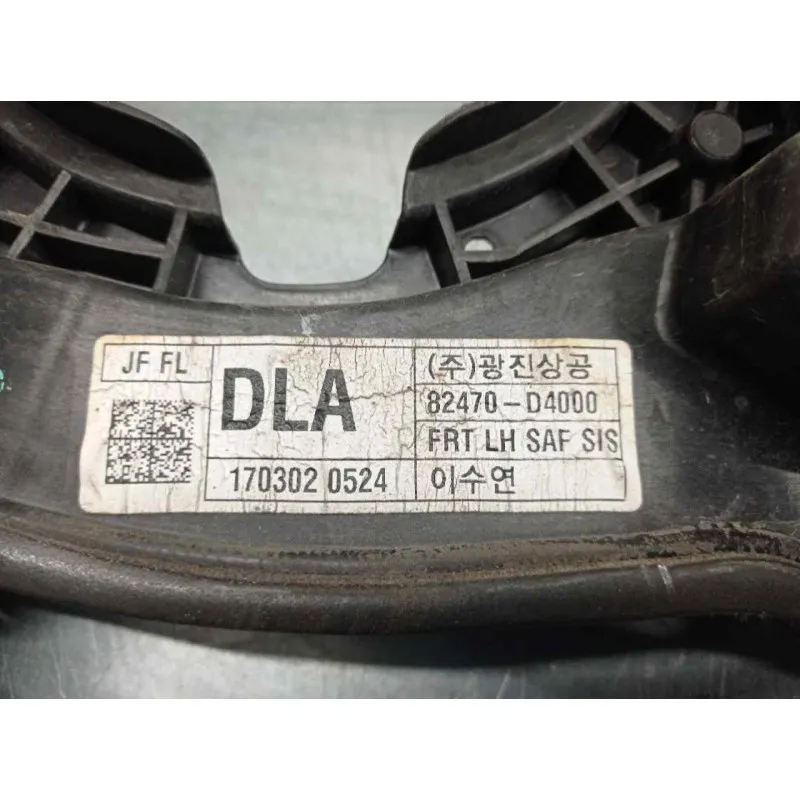 JF FL
DLA
(주)광진상공
82470-D4000
FRT LH SAF SIS
170302 0524
이수연